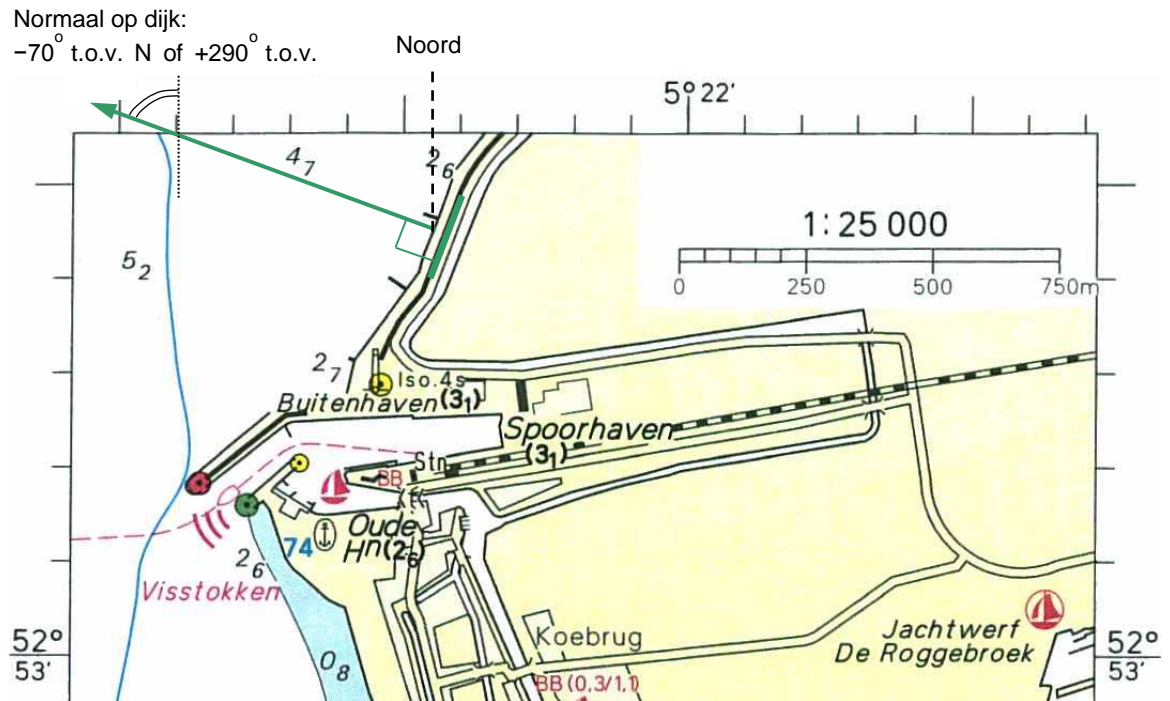 Normaal op dijk:
−70° t.o.v. N of +290° t.o.v.
Noord
5° 22'
4₇
2₆
5₂
1: 25 000
0 250 500 750m
2₇
Iso.4s
Buitenhaven(3₁)
Spoorhaven
(3₁)
Stn
BB
Oude
Hn(2₆)
74
2₆
Visstokken
52°
53'
0₈
Koebrug
BB(0,3/1,1)
Jachtwerf
De Roggebroek
52°
53'